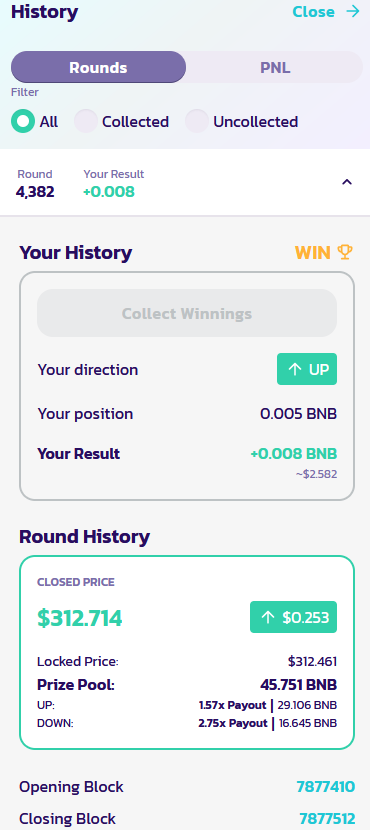 History Close
Rounds PNL
Filter
All Collected Uncollected
Round Your Result
4,382 +0.008
Your History WIN
Collect Winnings
Your direction UP
Your position 0.005 BNB
Your Result +0.008 BNB
~$2.582
Round History
CLOSED PRICE
$312.714 $0.253
Locked Price: $312.461
Prize Pool: 45.751 BNB
UP: 1.57x Payout | 29.106 BNB
DOWN: 2.75x Payout | 16.645 BNB
Opening Block 7877410
Closing Block 7877512